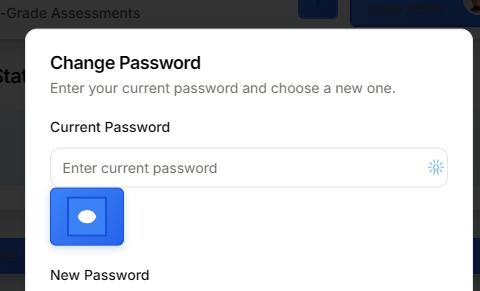 -Grade Assessments
Change Password
Enter your current password and choose a new one.
Current Password
Enter current password
New Password